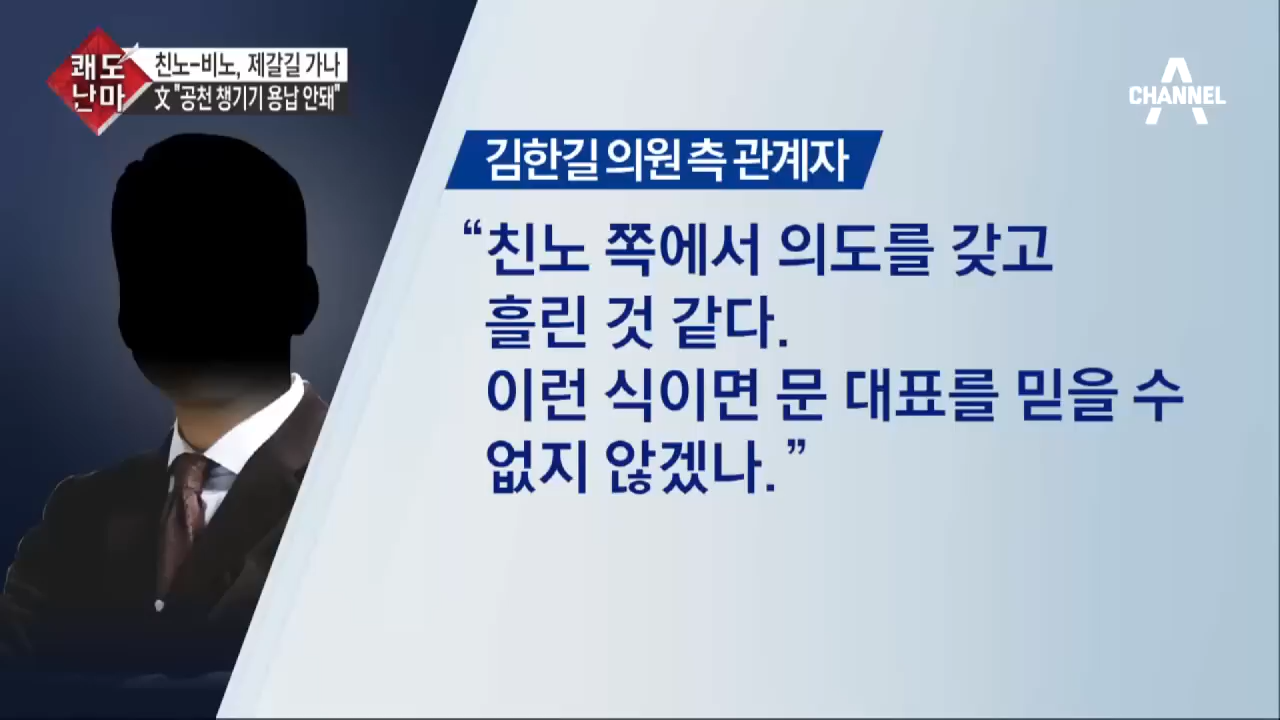 쾌도
난마
친노-비노, 제갈길 가나
文 "공천 챙기기 용납 안돼"
CHANNEL A
김한길 의원 측 관계자
“친노 쪽에서 의도를 갖고
흘린 것 같다.
이런 식이면 문 대표를 믿을 수
없지 않겠나.”